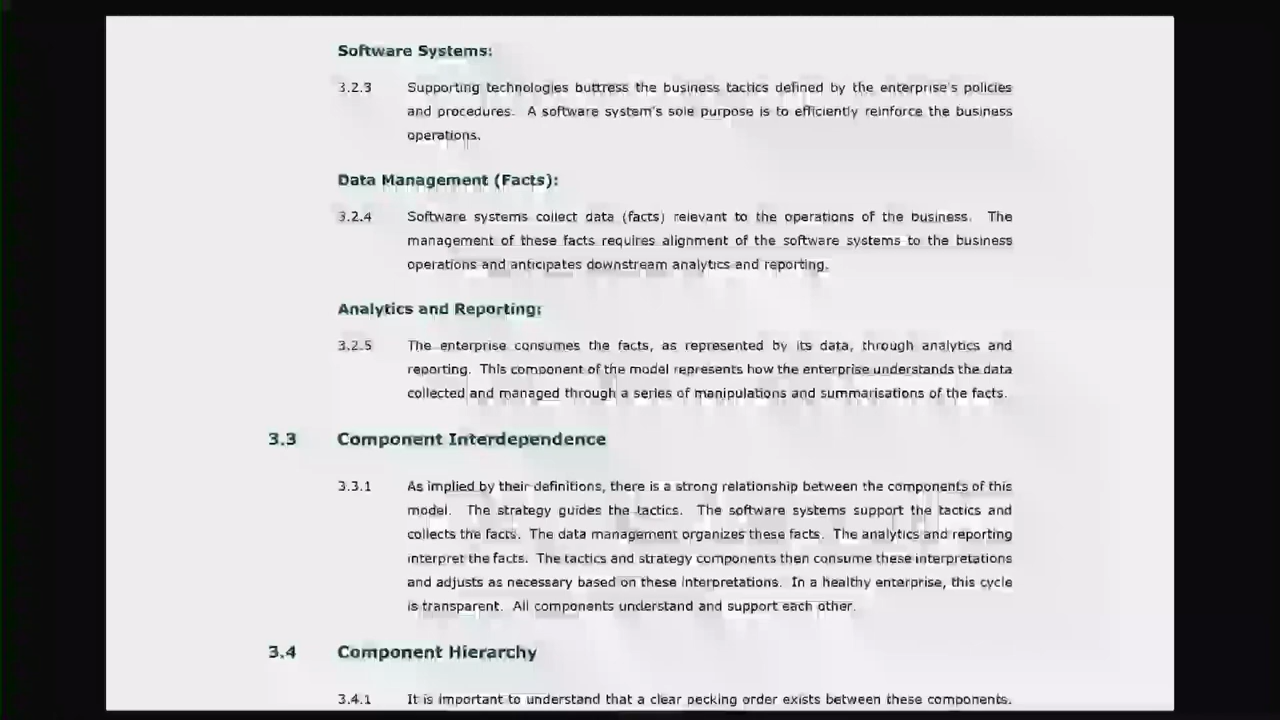 Software Systems:
3.2.3 Supporting technologies buttress the business tactics defined by the enterprise's policies
and procedures. A software system's sole purpose is to efficiently reinforce the business
operations.
Data Management (Facts):
3.2.4 Software systems collect data (facts) relevant to the operations of the business. The
management of these facts requires alignment of the software systems to the business
operations and anticipates downstream analytics and reporting.
Analytics and Reporting:
3.2.5 The enterprise consumes the facts, as represented by its data, through analytics and
reporting. This component of the model represents how the enterprise understands the data
collected and managed through a series of manipulations and summarisations of the facts.
3.3 Component Interdependence
3.3.1 As implied by their definitions, there is a strong relationship between the components of this
model. The strategy guides the tactics. The software systems support the tactics and
collects the facts. The data management organizes these facts. The analytics and reporting
interpret the facts. The tactics and strategy components then consume these interpretations
and adjusts as necessary based on these interpretations. In a healthy enterprise, this cycle
is transparent. All components understand and support each other.
3.4 Component Hierarchy
3.4.1 It is important to understand that a clear pecking order exists between these components.